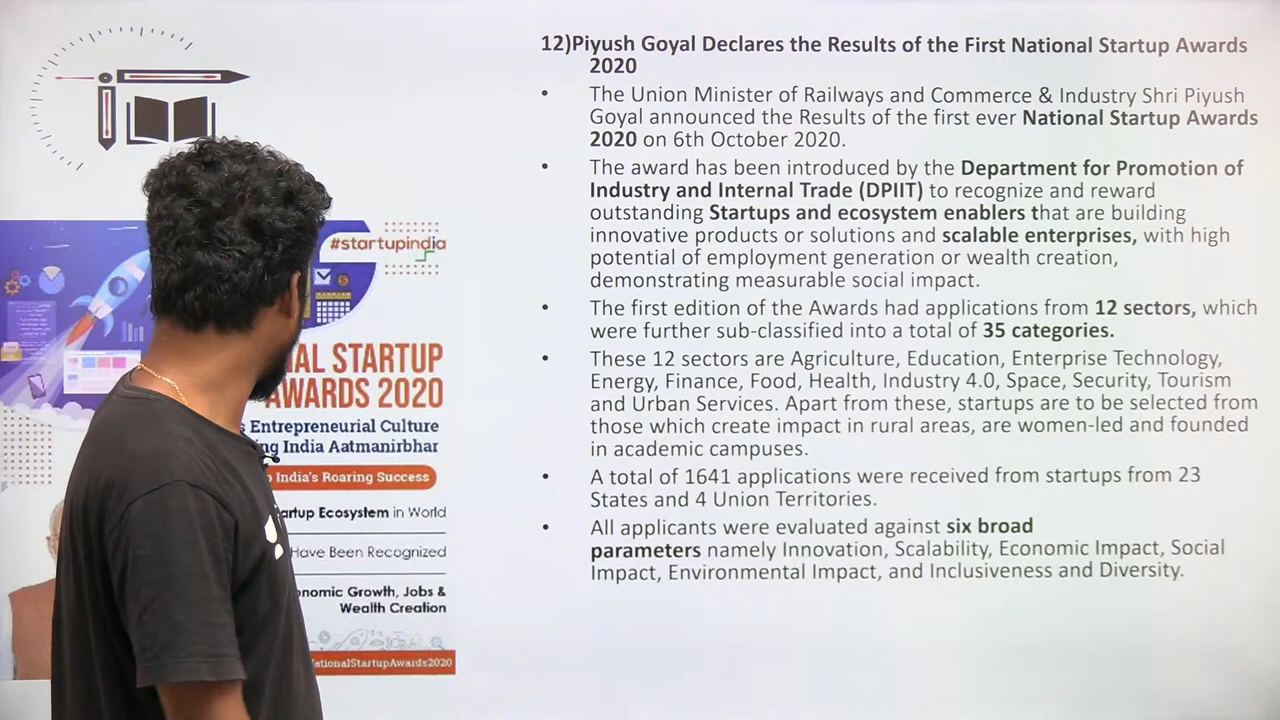 12)Piyush Goyal Declares the Results of the First National Startup Awards
2020
• The Union Minister of Railways and Commerce & Industry Shri Piyush
Goyal announced the Results of the first ever National Startup Awards
2020 on 6th October 2020.
• The award has been introduced by the Department for Promotion of
Industry and Internal Trade (DPIIT) to recognize and reward
outstanding Startups and ecosystem enablers that are building
innovative products or solutions and scalable enterprises, with high
potential of employment generation or wealth creation,
demonstrating measurable social impact.
• The first edition of the Awards had applications from 12 sectors, which
were further sub-classified into a total of 35 categories.
• These 12 sectors are Agriculture, Education, Enterprise Technology,
Energy, Finance, Food, Health, Industry 4.0, Space, Security, Tourism
and Urban Services. Apart from these, startups are to be selected from
those which create impact in rural areas, are women-led and founded
in academic campuses.
• A total of 1641 applications were received from startups from 23
States and 4 Union Territories.
• All applicants were evaluated against six broad
parameters namely Innovation, Scalability, Economic Impact, Social
Impact, Environmental Impact, and Inclusiveness and Diversity.
#startupindia
STARTUP
AWARDS 2020
Entrepreneurial Culture
India Aatmanirbhar
India's Roaring Success
Ecosystem in World
Have Been Recognized
Growth, Jobs &
Wealth Creation
ationalStartupAwards2020